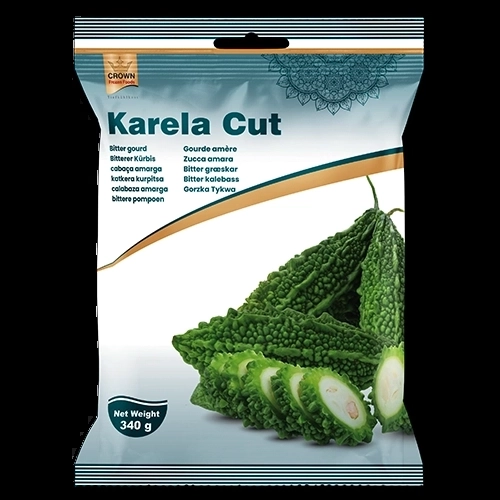 CROWN
Frozen Foods
Karela Cut
Bitter gourd
Bitterer Kürbis
cabaça amarga
katkera kurpitsa
calabaza amarga
bittere pompoen
Gourde amère
Zucca amara
Bitter græskar
Bitter kalebass
Gorzka Tykwa
Net Weight
340 g